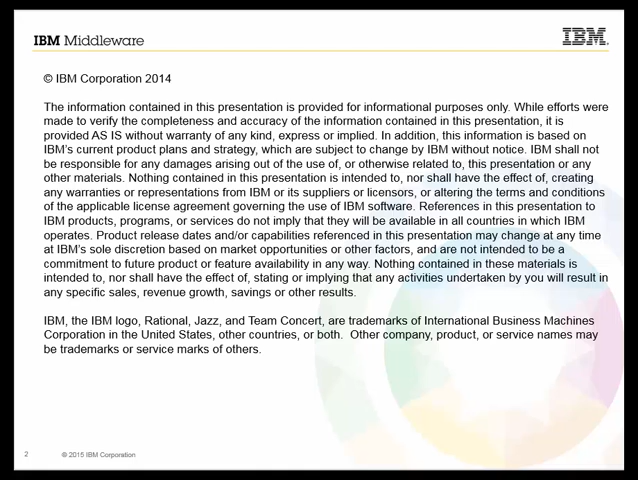 IBM Middleware
IBM
© IBM Corporation 2014
The information contained in this presentation is provided for informational purposes only. While efforts were
made to verify the completeness and accuracy of the information contained in this presentation, it is
provided AS IS without warranty of any kind, express or implied. In addition, this information is based on
IBM's current product plans and strategy, which are subject to change by IBM without notice. IBM shall not
be responsible for any damages arising out of the use of, or otherwise related to, this presentation or any
other materials. Nothing contained in this presentation is intended to, nor shall have the effect of, creating
any warranties or representations from IBM or its suppliers or licensors, or altering the terms and conditions
of the applicable license agreement governing the use of IBM software. References in this presentation to
IBM products, programs, or services do not imply that they will be available in all countries in which IBM
operates. Product release dates and/or capabilities referenced in this presentation may change at any time
at IBM's sole discretion based on market opportunities or other factors, and are not intended to be a
commitment to future product or feature availability in any way. Nothing contained in these materials is
intended to, nor shall have the effect of, stating or implying that any activities undertaken by you will result in
any specific sales, revenue growth, savings or other results.
IBM, the IBM logo, Rational, Jazz, and Team Concert, are trademarks of International Business Machines
Corporation in the United States, other countries, or both.  Other company, product, or service names may
be trademarks or service marks of others.
2 © 2015 IBM Corporation